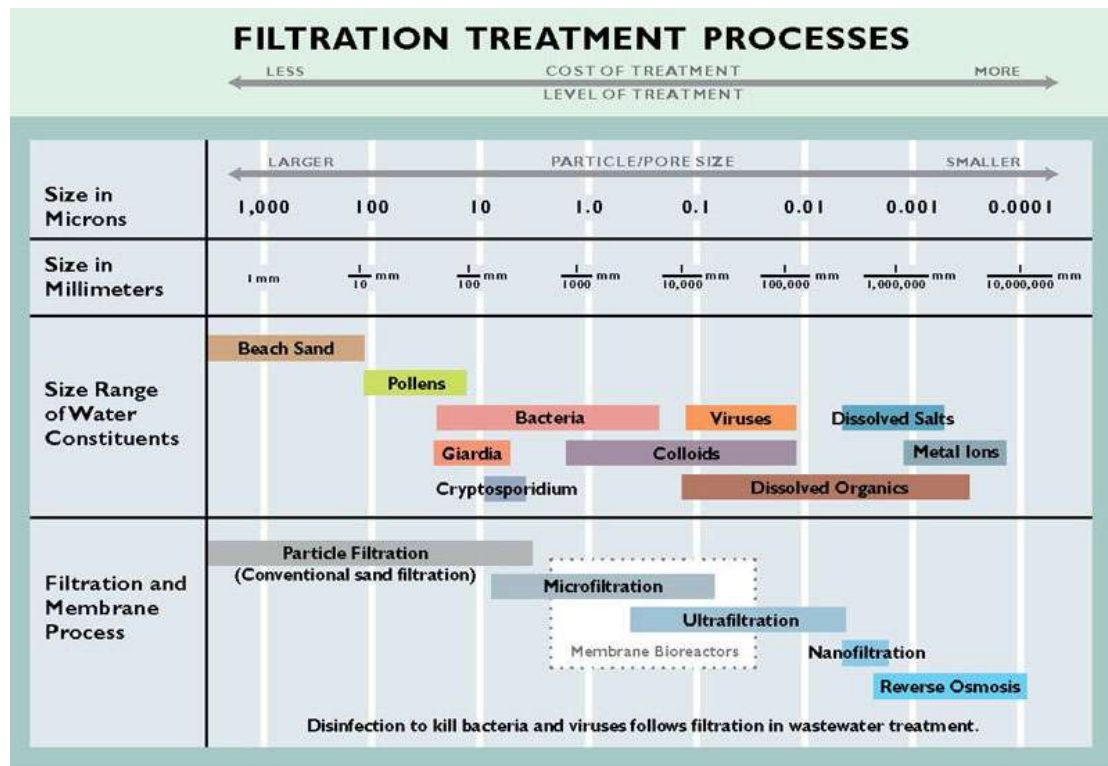 FILTRATION TREATMENT PROCESSES
LESS COST OF TREATMENT MORE
LEVEL OF TREATMENT
LARGER PARTICLE/PORE SIZE SMALLER
Size in
Microns
1,000 100 10 1.0 0.1 0.01 0.001 0.0001
Size in
Millimeters
1 mm 1/10 mm 1/100 mm 1/1000 mm 1/10,000 mm 1/100,000 mm 1/1,000,000 mm 1/10,000,000 mm
Size Range
of Water
Constituents
Beach Sand
Pollens
Bacteria Viruses Dissolved Salts
Giardia Colloids Metal Ions
Cryptosporidium Dissolved Organics
Filtration and
Membrane
Process
Particle Filtration
(Conventional sand filtration)
Microfiltration
Ultrafiltration
Membrane Bioreactors
Nanofiltration
Reverse Osmosis
Disinfection to kill bacteria and viruses follows filtration in wastewater treatment.